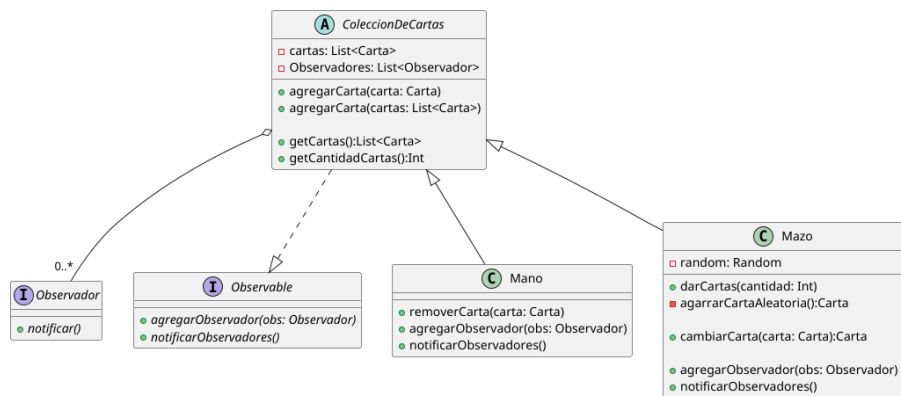 A ColeccionDeCartas
cartas: List<Carta>
Observadores: List<Observador>
agregarCarta(carta: Carta)
agregarCarta(cartas: List<Carta>)
getCartas():List<Carta>
getCantidadCartas():Int
0..*
I Observador
notificar()
I Observable
agregarObservador(obs: Observador)
notificarObservadores()
C Mano
removerCarta(carta: Carta)
agregarObservador(obs: Observador)
notificarObservadores()
C Mazo
random: Random
darCartas(cantidad: Int)
agarrarCartaAleatoria():Carta
cambiarCarta(carta: Carta):Carta
agregarObservador(obs: Observador)
notificarObservadores()